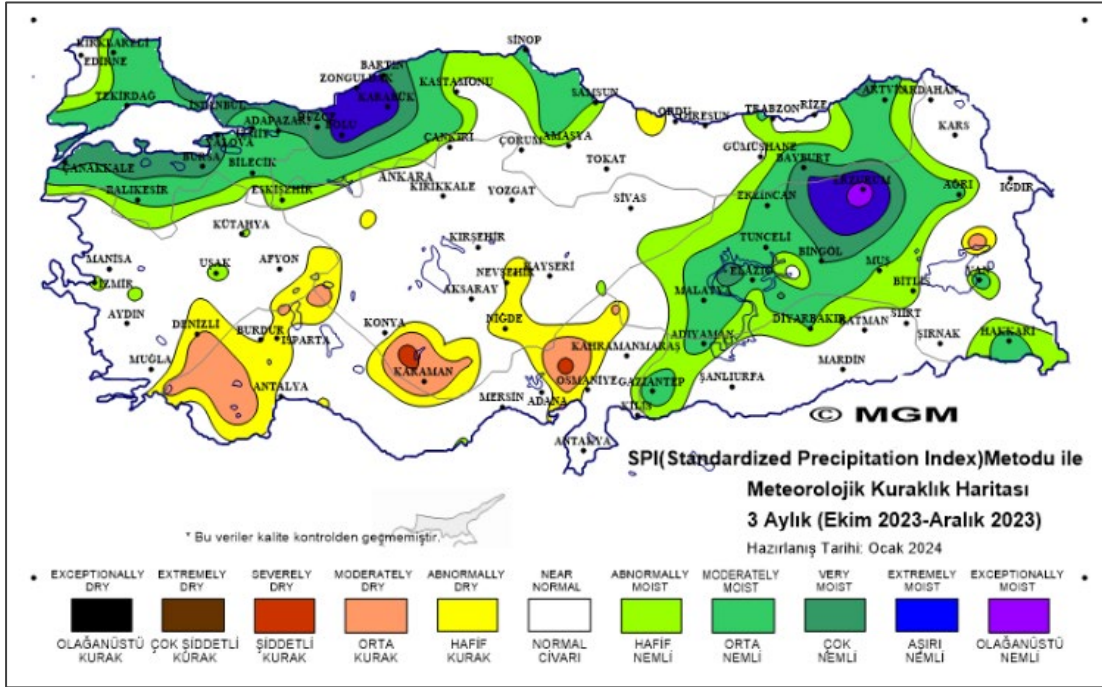 SİNOP
KIRKLARELİ
EDİRNE
BARTIN
ZONGULDAK
KASTAMONU
KARABÜK
TEKİRDAĞ
SAMSUN
ARTVİN
ARDAHAN
ORDU
GİRESUN
TRABZON
RİZE
ADAPAZARI
BOLU
KARS
YALOVA
ÇANKIRI
ÇORUM
AMASYA
GÜMÜŞHANE
BAYBURT
ÇANAKKALE
BURSA
BİLECİK
TOKAT
ANKARA
BALIKESİR
ESKİŞEHİR
KIRIKKALE
YOZGAT
SİVAS
ERZİNCAN
AĞRI
IĞDIR
KÜTAHYA
KIRŞEHİR
TUNCELİ
BİNGÖL
MANİSA
UŞAK
AFYON
NEVŞEHİR
KAYSERİ
ELAZIĞ
MUŞ
VAN
İZMİR
AKSARAY
MALATYA
BİTLİS
AYDIN
DENİZLİ
BURDUR
ISPARTA
KONYA
NİĞDE
ADIYAMAN
DİYARBAKIR
BATMAN
SİİRT
ŞIRNAK
HAKKARİ
MUĞLA
KARAMAN
KAHRAMANMARAŞ
MARDİN
ANTALYA
MERSİN
ADANA
OSMANİYE
GAZİANTEP
ŞANLIURFA
KİLİS
ANTAKYA
© MGM
SPI(Standardized Precipitation Index)Metodu ile
Meteorolojik Kuraklık Haritası
3 Aylık (Ekim 2023-Aralık 2023)
Hazırlanış Tarihi: Ocak 2024
* Bu veriler kalite kontrolden geçmemiştir.
EXCEPTIONALLY DRY
EXTREMELY DRY
SEVERELY DRY
MODERATELY DRY
ABNORMALLY DRY
NEAR NORMAL
ABNORMALLY MOIST
MODERATELY MOIST
VERY MOIST
EXTREMELY MOIST
EXCEPTIONALLY MOIST
OLAĞANÜSTÜ KURAK
ÇOK ŞİDDETLİ KURAK
ŞİDDETLİ KURAK
ORTA KURAK
HAFİF KURAK
NORMAL CİVARI
HAFİF NEMLİ
ORTA NEMLİ
ÇOK NEMLİ
AŞIRI NEMLİ
OLAĞANÜSTÜ NEMLİ